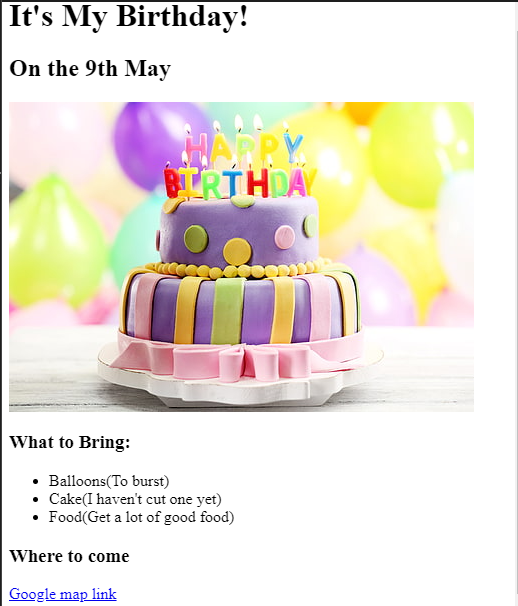 It's My Birthday!
On the 9th May
HAPPY
BIRTHDAY
What to Bring:
Balloons(To burst)
Cake(I haven't cut one yet)
Food(Get a lot of good food)
Where to come
Google map link